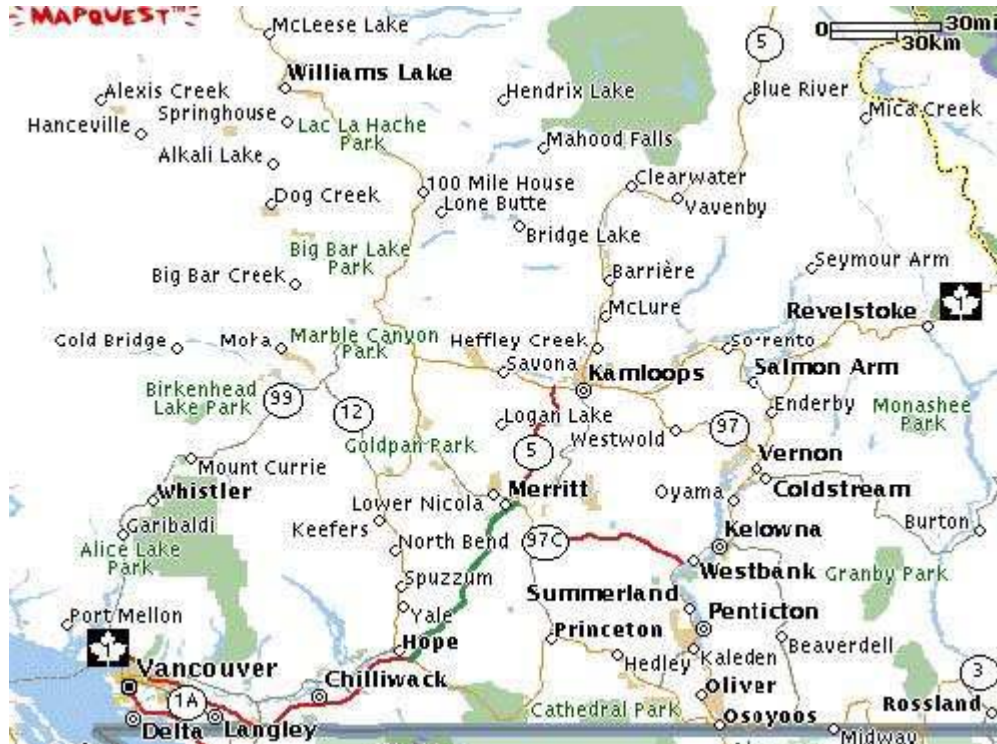 MAPQUEST™
McLeese Lake
0 30mi
30km
5
Williams Lake
Alexis Creek
Springhouse
Hanceville
Lac La Hache
Park
Hendrix Lake
Blue River
Mica Creek
Alkali Lake
Mahood Falls
Dog Creek
100 Mile House
Lone Butte
Clearwater
Vavenby
Bridge Lake
Big Bar Lake
Park
Big Bar Creek
Barrière
Seymour Arm
McLure
1
Revelstoke
Gold Bridge
Moha
Marble Canyon
Park
Heffley Creek
Savona
Sorrento
Kamloops
Salmon Arm
Birkenhead
Lake Park
99
12
Logan Lake
Enderby
Monashee
Park
Goldpan Park
5
Westwold
97
Mount Currie
Vernon
Whistler
Lower Nicola
Merritt
Oyama
Coldstream
Garibaldi
Keefers
Kelowna
Burton
Alice Lake
Park
North Bend
97C
Westbank
Granby Park
Spuzzum
Summerland
Port Mellon
Yale
Penticton
1
Hope
Princeton
Beaverdell
Vancouver
Hedley
Kaleden
3
Chilliwack
1A
Oliver
Cathedral Park
Rossland
Delta
Langley
Osoyoos
Midway